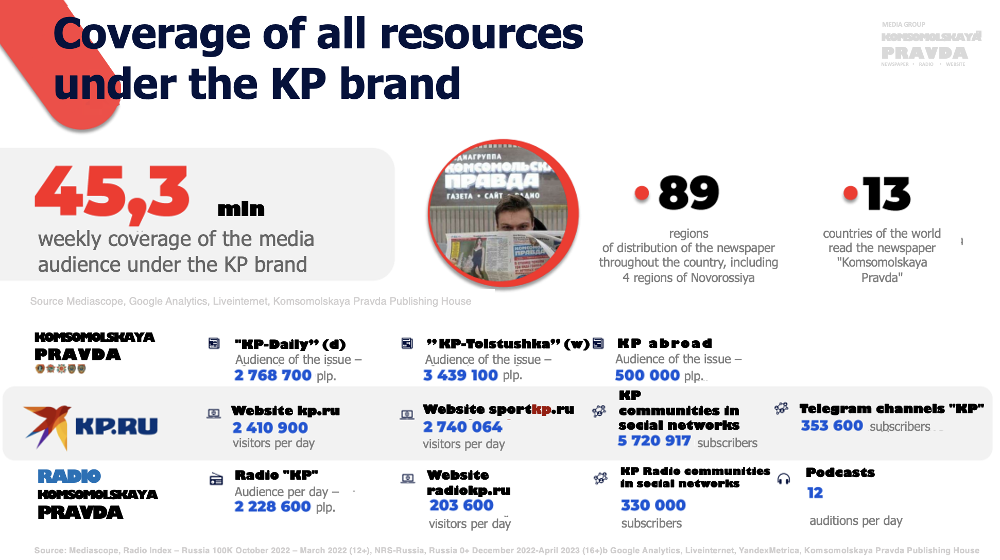 Coverage of all resources
under the KP brand
MEDIA GROUP
KOMSOMOLSKAYA
PRAVDA
NEWSPAPER • RADIO • WEBSITE
45,3 mln
weekly coverage of the media
audience under the KP brand
МЕДИАГРУППА
КОМСОМОЛЬСКА
ПРАВДА
ГАЗЕТА • САЙТ • РАДИО
КОМСОМО
ПРАВДА
89
regions
of distribution of the newspaper
throughout the country, including
4 regions of Novorossiya
13
countries of the world
read the newspaper
"Komsomolskaya
Pravda"
Source Mediascope, Google Analytics, Liveinternet, Komsomolskaya Pravda Publishing House
KOMSOMOLSKAYA
PRAVDA
"KP-Daily” (d)
Audience of the issue –
2 768 700 plp.
”KP-Tolstushka” (w)
Audience of the issue –
3 439 100 plp.
KP abroad
Audience of the issue –
500 000 plp.
KP.RU
Website kp.ru
2 410 900
visitors per day
Website sportkp.ru
2 740 064
visitors per day
KP
communities in
social networks
5 720 917 subscribers
Telegram channels "KP"
353 600 subscribers
RADIO
KOMSOMOLSKAYA
PRAVDA
Radio "KP"
Audience per day –
2 228 600 plp.
Website
radiokp.ru
203 600
visitors per day
KP Radio communities
in social networks
330 000
subscribers
Podcasts
12
auditions per day
Source: Mediascope, Radio Index – Russia 100K October 2022 – March 2022 (12+), NRS-Russia, Russia 0+ December 2022-April 2023 (16+)b Google Analytics, Liveinternet, YandexMetrica, Komsomolskaya Pravda Publishing House